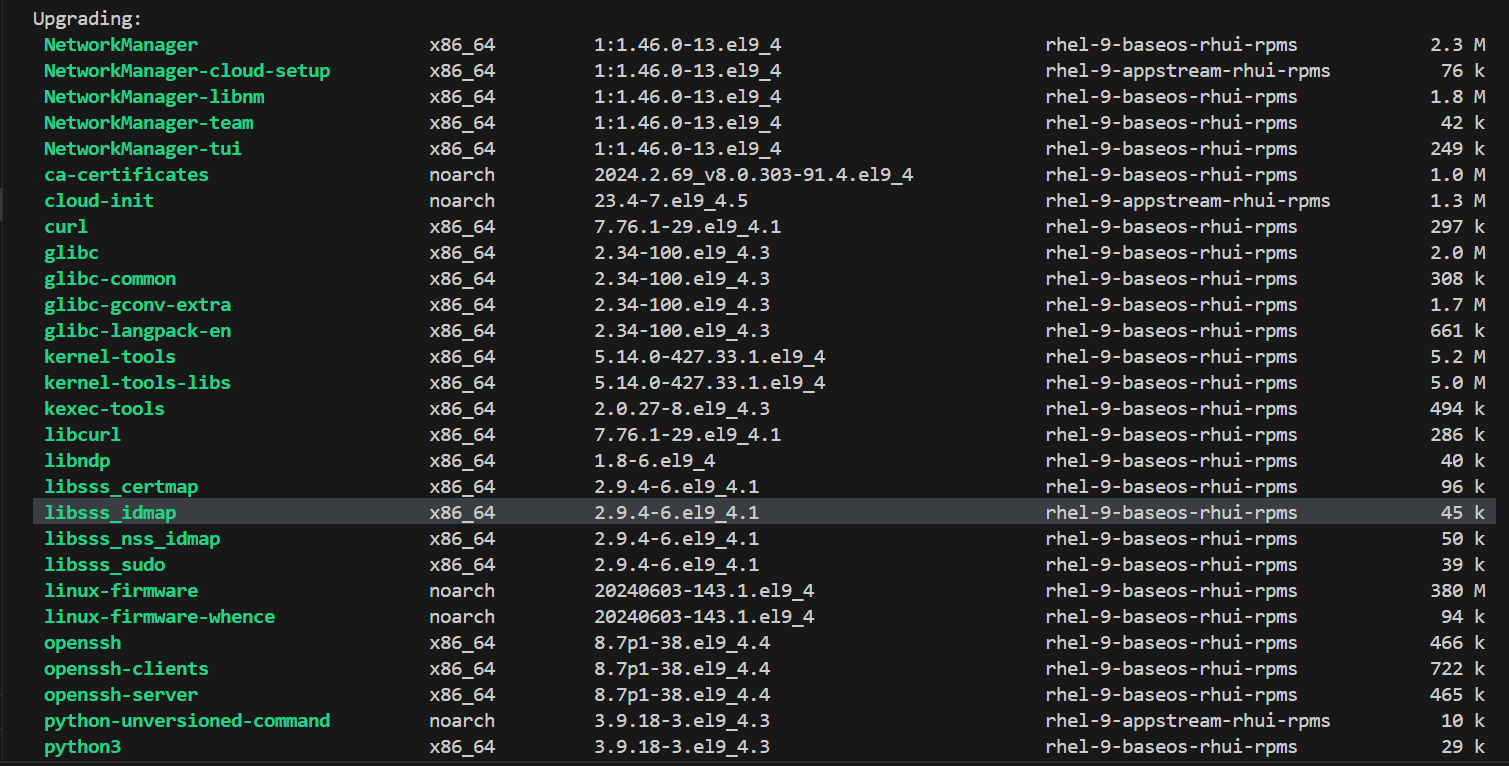 Upgrading:
NetworkManager x86_64 1:1.46.0-13.el9_4 rhel-9-baseos-rhui-rpms 2.3 M
NetworkManager-cloud-setup x86_64 1:1.46.0-13.el9_4 rhel-9-appstream-rhui-rpms 76 k
NetworkManager-libnm x86_64 1:1.46.0-13.el9_4 rhel-9-baseos-rhui-rpms 1.8 M
NetworkManager-team x86_64 1:1.46.0-13.el9_4 rhel-9-baseos-rhui-rpms 42 k
NetworkManager-tui x86_64 1:1.46.0-13.el9_4 rhel-9-baseos-rhui-rpms 249 k
ca-certificates noarch 2024.2.69_v8.0.303-91.4.el9_4 rhel-9-baseos-rhui-rpms 1.0 M
cloud-init noarch 23.4-7.el9_4.5 rhel-9-appstream-rhui-rpms 1.3 M
curl x86_64 7.76.1-29.el9_4.1 rhel-9-baseos-rhui-rpms 297 k
glibc x86_64 2.34-100.el9_4.3 rhel-9-baseos-rhui-rpms 2.0 M
glibc-common x86_64 2.34-100.el9_4.3 rhel-9-baseos-rhui-rpms 308 k
glibc-gconv-extra x86_64 2.34-100.el9_4.3 rhel-9-baseos-rhui-rpms 1.7 M
glibc-langpack-en x86_64 2.34-100.el9_4.3 rhel-9-baseos-rhui-rpms 661 k
kernel-tools x86_64 5.14.0-427.33.1.el9_4 rhel-9-baseos-rhui-rpms 5.2 M
kernel-tools-libs x86_64 5.14.0-427.33.1.el9_4 rhel-9-baseos-rhui-rpms 5.0 M
kexec-tools x86_64 2.0.27-8.el9_4.3 rhel-9-baseos-rhui-rpms 494 k
libcurl x86_64 7.76.1-29.el9_4.1 rhel-9-baseos-rhui-rpms 286 k
libndp x86_64 1.8-6.el9_4 rhel-9-baseos-rhui-rpms 40 k
libsss_certmap x86_64 2.9.4-6.el9_4.1 rhel-9-baseos-rhui-rpms 96 k
libsss_idmap x86_64 2.9.4-6.el9_4.1 rhel-9-baseos-rhui-rpms 45 k
libsss_nss_idmap x86_64 2.9.4-6.el9_4.1 rhel-9-baseos-rhui-rpms 50 k
libsss_sudo x86_64 2.9.4-6.el9_4.1 rhel-9-baseos-rhui-rpms 39 k
linux-firmware noarch 20240603-143.1.el9_4 rhel-9-baseos-rhui-rpms 380 M
linux-firmware-whence noarch 20240603-143.1.el9_4 rhel-9-baseos-rhui-rpms 94 k
openssh x86_64 8.7p1-38.el9_4.4 rhel-9-baseos-rhui-rpms 466 k
openssh-clients x86_64 8.7p1-38.el9_4.4 rhel-9-baseos-rhui-rpms 722 k
openssh-server x86_64 8.7p1-38.el9_4.4 rhel-9-baseos-rhui-rpms 465 k
python-unversioned-command noarch 3.9.18-3.el9_4.3 rhel-9-appstream-rhui-rpms 10 k
python3 x86_64 3.9.18-3.el9_4.3 rhel-9-baseos-rhui-rpms 29 k